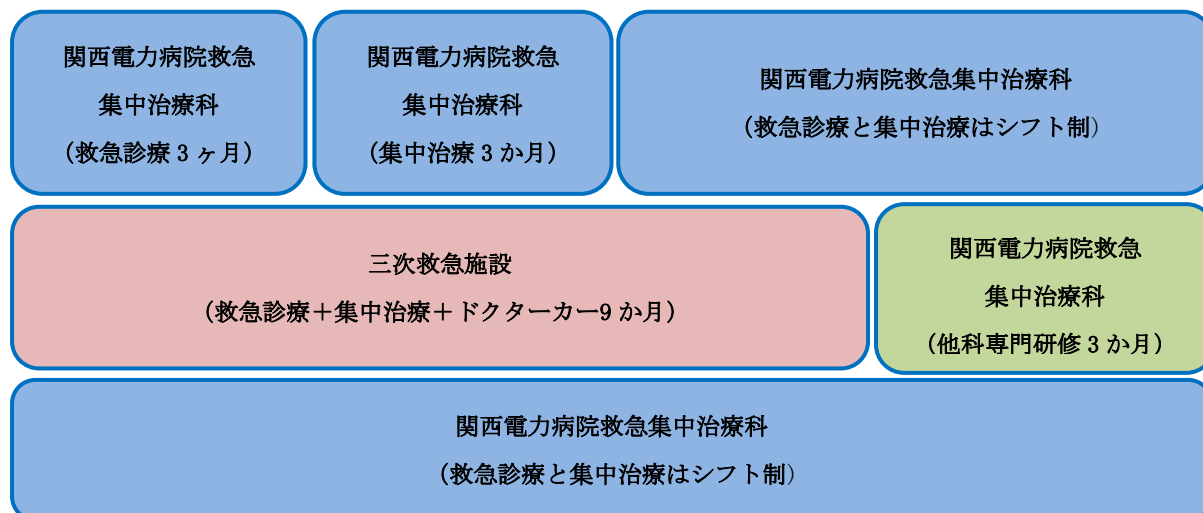 関西電力病院救急
集中治療科
（救急診療 3 ヶ月）
関西電力病院救急
集中治療科
（集中治療 3 か月）
関西電力病院救急集中治療科
（救急診療と集中治療はシフト制）
三次救急施設
（救急診療＋集中治療＋ドクターカー9 か月）
関西電力病院救急
集中治療科
（他科専門研修 3 か月）
関西電力病院救急集中治療科
（救急診療と集中治療はシフト制）